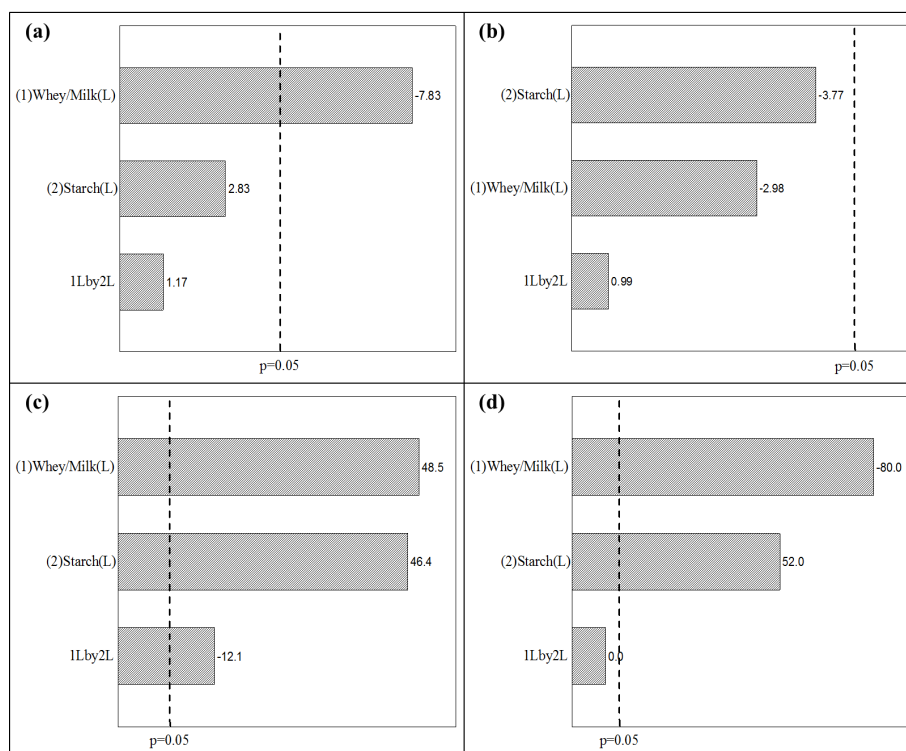 (a)
(1)Whey/Milk(L)
-7.83
(2)Starch(L)
2.83
1Lby2L
1.17
p=0.05
(b)
(2)Starch(L)
-3.77
(1)Whey/Milk(L)
-2.98
1Lby2L
0.99
p=0.05
(c)
(1)Whey/Milk(L)
48.5
(2)Starch(L)
46.4
1Lby2L
-12.1
p=0.05
(d)
(1)Whey/Milk(L)
-80.0
(2)Starch(L)
52.0
1Lby2L
0.0
p=0.05